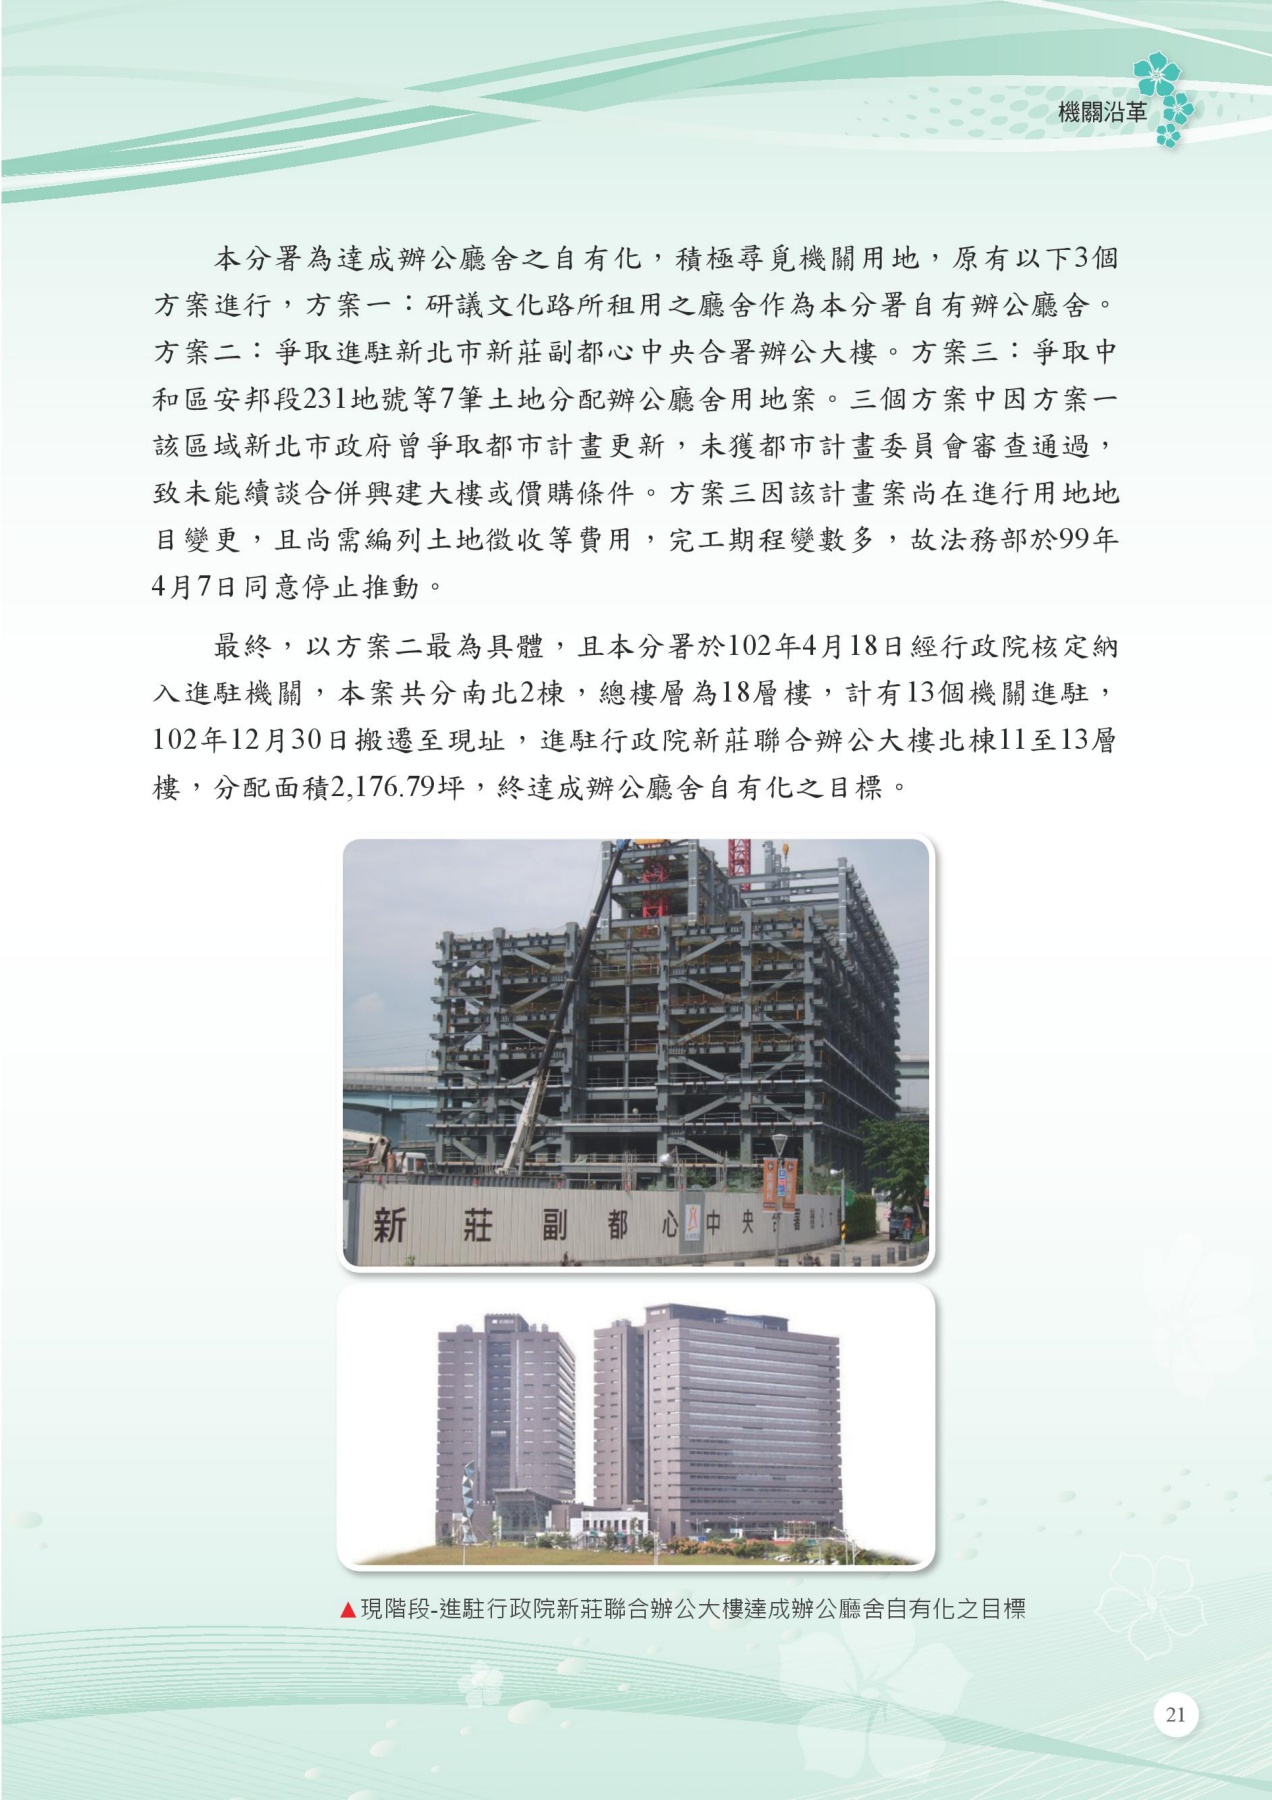 機關沿革
本分署為達成辦公廳舍之自有化，積極尋覓機關用地，原有以下3個
方案進行，方案一：研議文化路所租用之廳舍作為本分署自有辦公廳舍。
方案二：爭取進駐新北市新莊副都心中央合署辦公大樓。方案三：爭取中
和區安邦段231地號等7筆土地分配辦公廳舍用地案。三個方案中因方案一
該區域新北市政府曾爭取都市計畫更新，未獲都市計畫委員會審查通過，
致未能續談合併興建大樓或價購條件。方案三因該計畫案尚在進行用地地
目變更，且尚需編列土地徵收等費用，完工期程變數多，故法務部於99年
4月7日同意停止推動。
最終，以方案二最為具體，且本分署於102年4月18日經行政院核定納
入進駐機關，本案共分南北2棟，總樓層為18層樓，計有13個機關進駐，
102年12月30日搬遷至現址，進駐行政院新莊聯合辦公大樓北棟11至13層
樓，分配面積2,176.79坪，終達成辦公廳舍自有化之目標。
新莊副都心中央合署
▲現階段-進駐行政院新莊聯合辦公大樓達成辦公廳舍自有化之目標
21